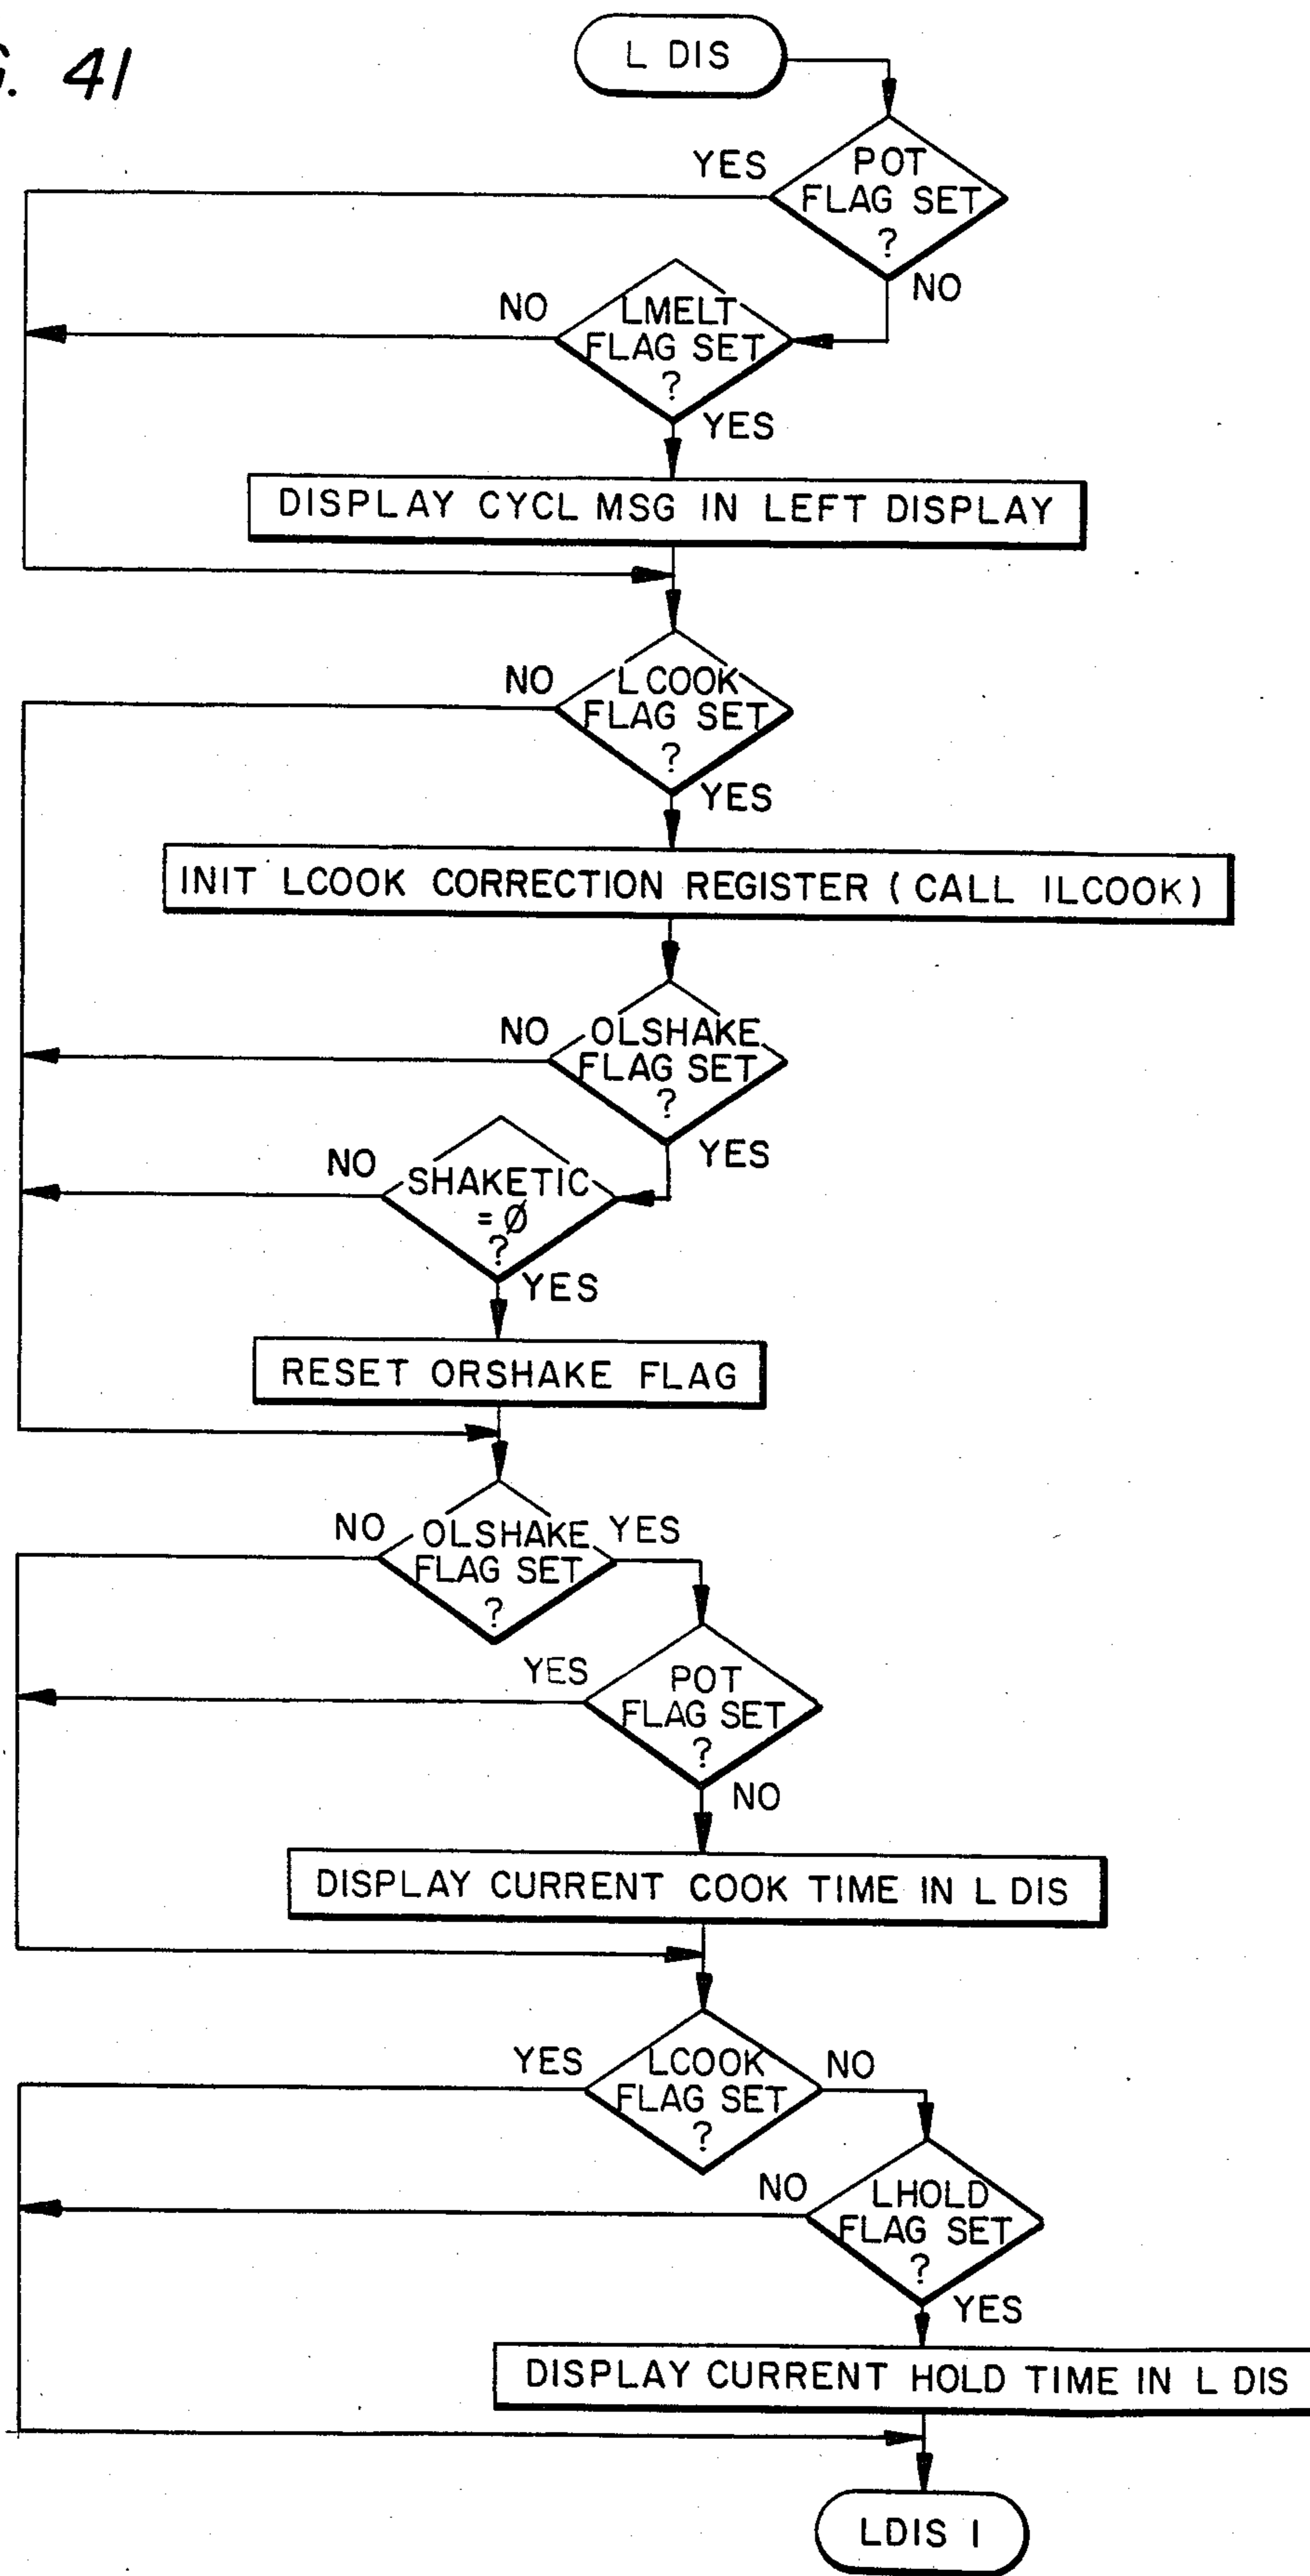 G. 41
L DIS
YES
POT
FLAG SET
?
NO
NO
LMELT
FLAG SET
?
YES
DISPLAY CYCL MSG IN LEFT DISPLAY
NO
L COOK
FLAG SET
?
YES
INIT LCOOK CORRECTION REGISTER (CALL ILCOOK)
NO
OLSHAKE
FLAG SET
?
YES
NO
SHAKETIC
=Ø
?
YES
RESET ORSHAKE FLAG
NO
OLSHAKE
FLAG SET
?
YES
YES
POT
FLAG SET
?
NO
DISPLAY CURRENT COOK TIME IN L DIS
YES
LCOOK
FLAG SET
?
NO
NO
LHOLD
FLAG SET
?
YES
DISPLAY CURRENT HOLD TIME IN L DIS
LDIS 1